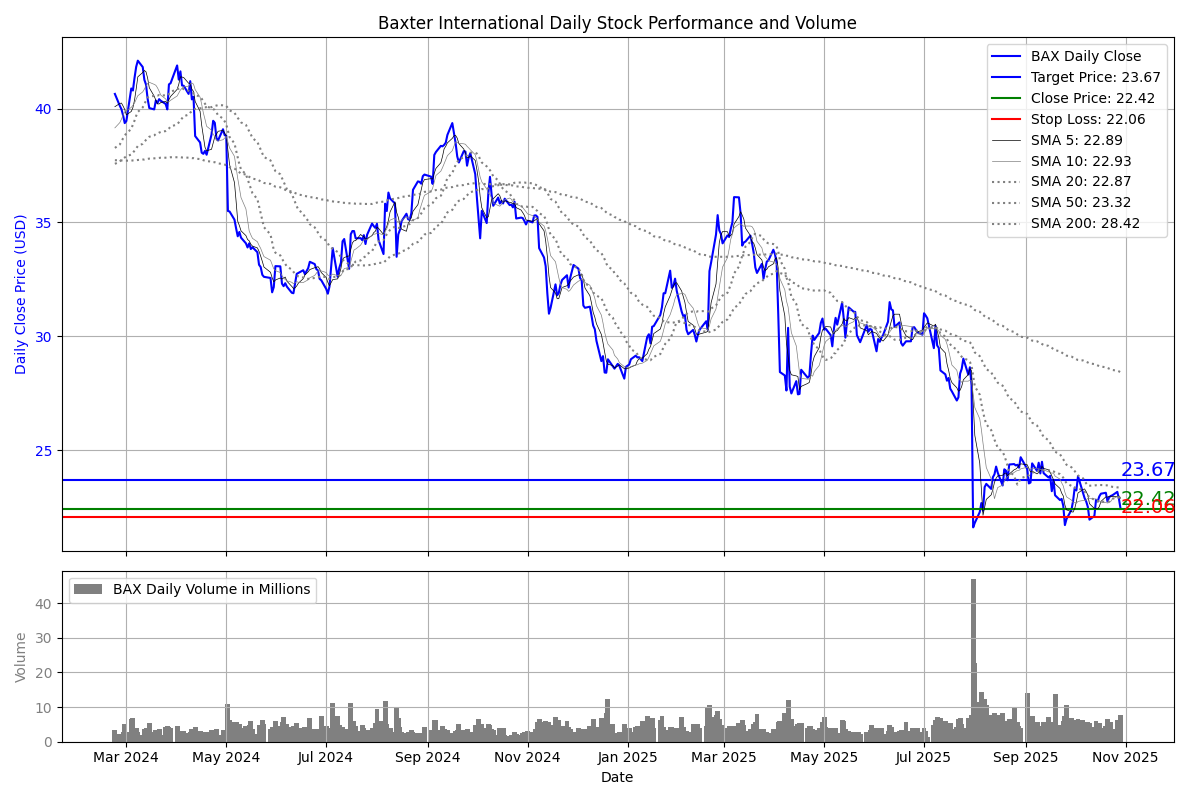 Baxter International Daily Stock Performance and Volume
BAX Daily Close
Target Price: 23.67
Close Price: 22.42
Stop Loss: 22.06
SMA 5: 22.89
SMA 10: 22.93
SMA 20: 22.87
SMA 50: 23.32
SMA 200: 28.42
Daily Close Price (USD)
40
35
30
25
23.67
22.42
22.06
BAX Daily Volume in Millions
Volume
40
30
20
10
0
Mar 2024 May 2024 Jul 2024 Sep 2024 Nov 2024 Jan 2025 Mar 2025 May 2025 Jul 2025 Sep 2025 Nov 2025
Date